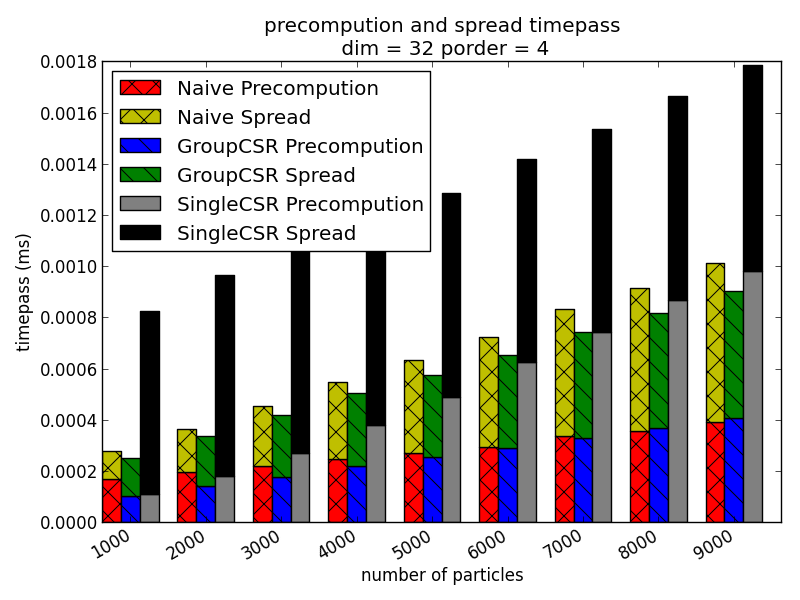 precompution and spread timepass
dim = 32 porder = 4
0.0018
0.0016
0.0014
0.0012
0.0010
0.0008
0.0006
0.0004
0.0002
0.0000
timepass (ms)
Naive Precompution
Naive Spread
GroupCSR Precompution
GroupCSR Spread
SingleCSR Precompution
SingleCSR Spread
1000
2000
3000
4000
5000
6000
7000
8000
9000
number of particles